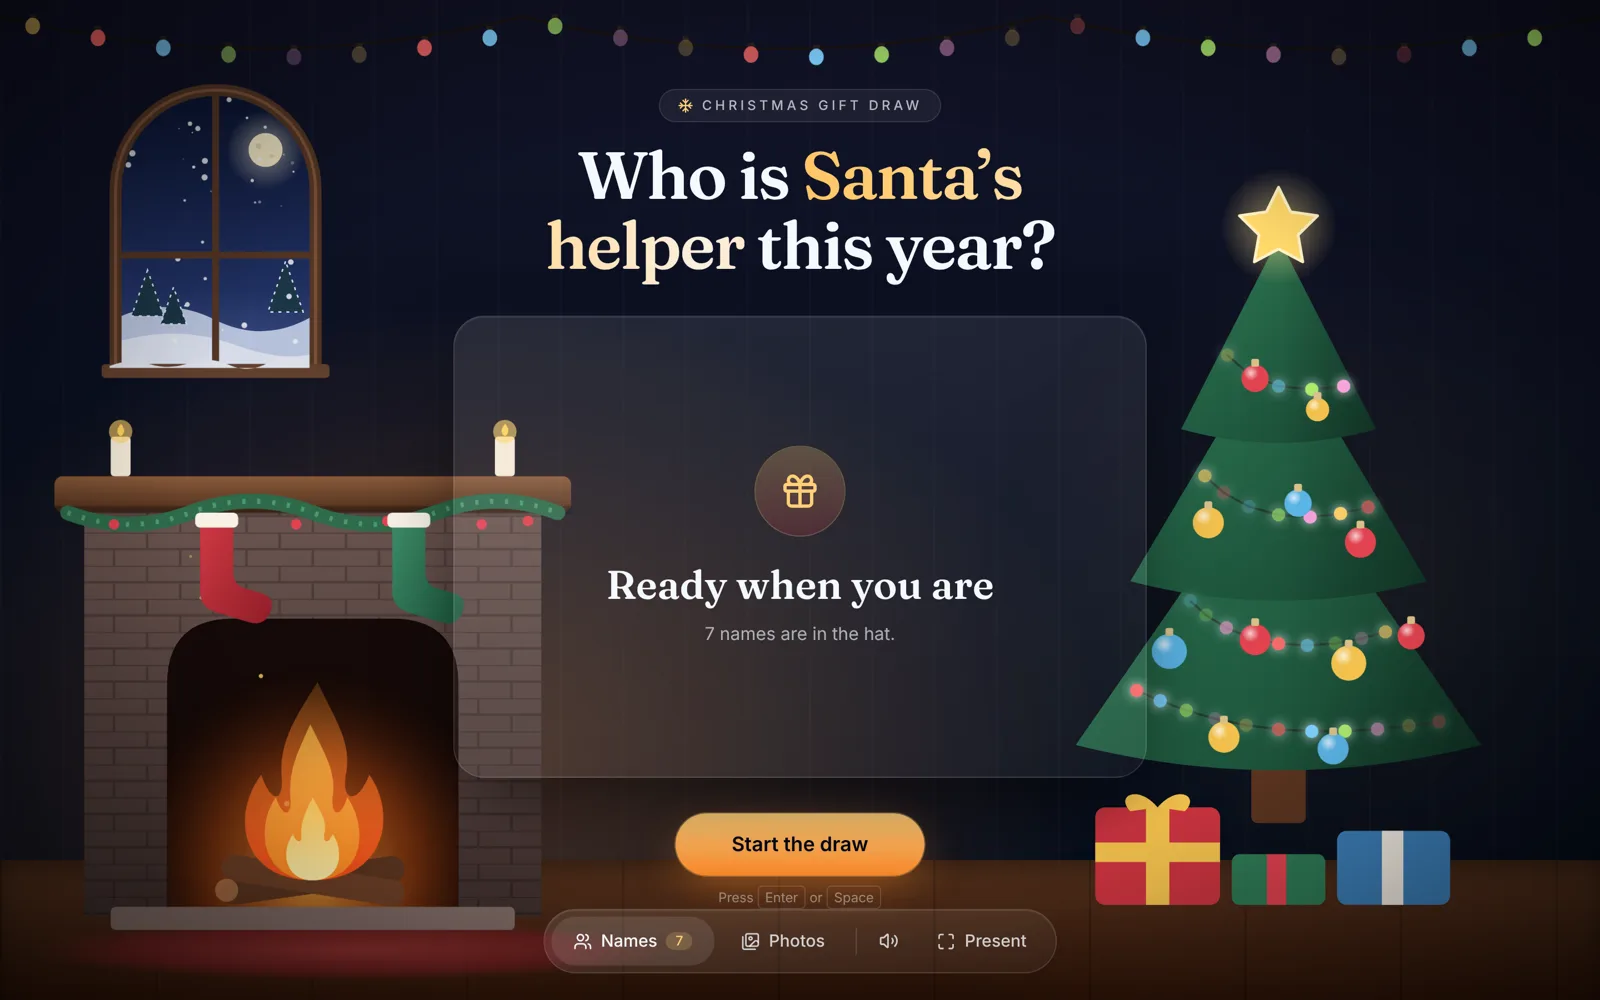 CHRISTMAS GIFT DRAW
Who is Santa’s
helper this year?
Ready when you are
7 names are in the hat.
Start the draw
Press Enter or Space
Names 7 Photos Present